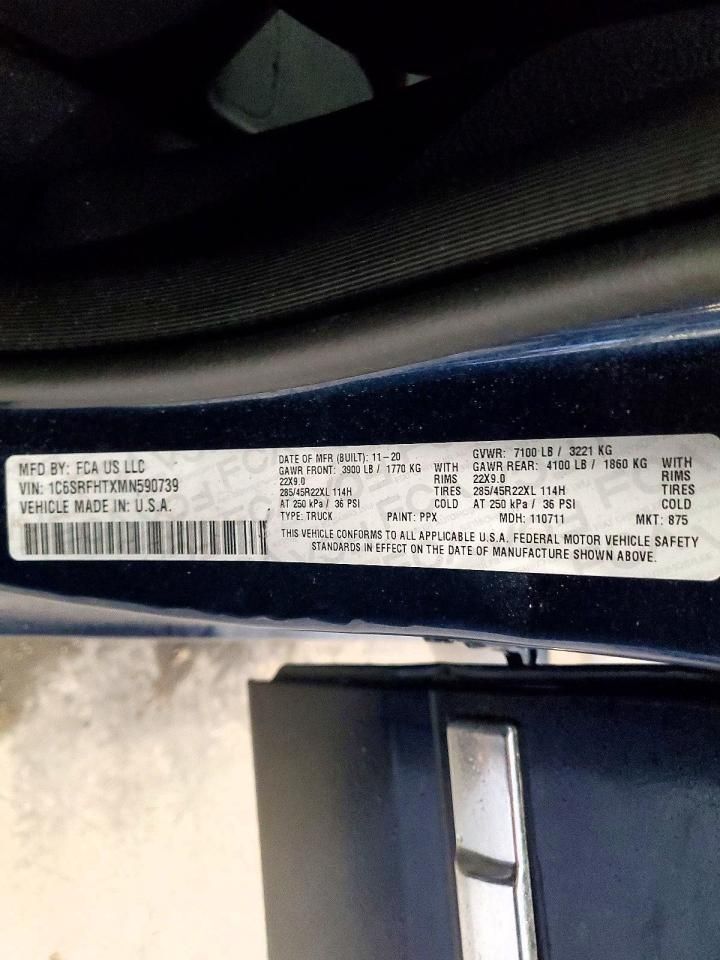 MFD BY: FCA US LLC
VIN: 1C6SRFHTXMN590739
VEHICLE MADE IN: U.S.A.
DATE OF MFR (BUILT): 11-20
GAWR FRONT: 3900 LB / 1770 KG WITH
22X9.0 RIMS
285/45R22XL 114H TIRES
AT 250 kPa / 36 PSI COLD
TYPE: TRUCK PAINT: PPX
GVWR: 7100 LB / 3221 KG
GAWR REAR: 4100 LB / 1860 KG WITH
22X9.0 RIMS
285/45R22XL 114H TIRES
AT 250 kPa / 36 PSI COLD
MDH: 110711 MKT: 875
THIS VEHICLE CONFORMS TO ALL APPLICABLE U.S.A. FEDERAL MOTOR VEHICLE SAFETY
STANDARDS IN EFFECT ON THE DATE OF MANUFACTURE SHOWN ABOVE.